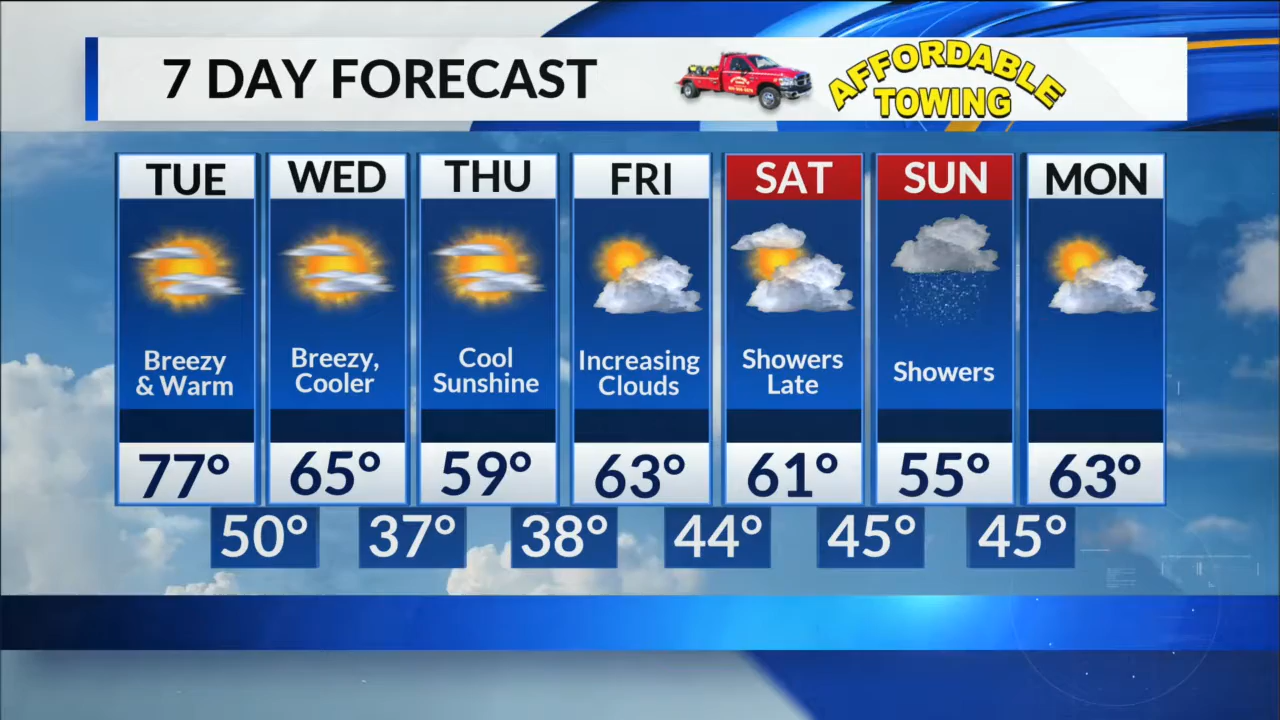 7 DAY FORECAST
AFFORDABLE
TOWING
TUE
WED
THU
FRI
SAT
SUN
MON
Breezy
& Warm
Breezy,
Cooler
Cool
Sunshine
Increasing
Clouds
Showers
Late
Showers
77°
65°
59°
63°
61°
55°
63°
50°
37°
38°
44°
45°
45°